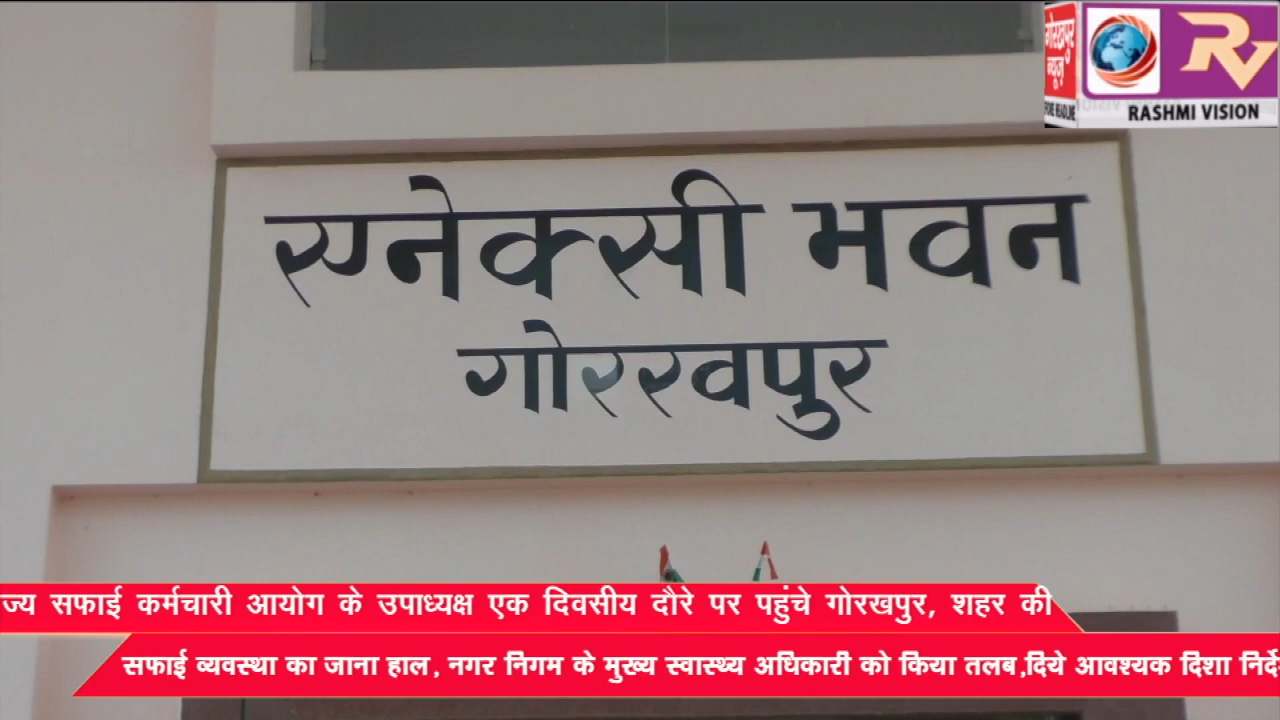 गोरखपुर
न्यूज़
RASHMI VISION
एनेक्सी भवन
गोरखपुर
ज्य सफाई कर्मचारी आयोग के उपाध्यक्ष एक दिवसीय दौरे पर पहुंचे गोरखपुर, शहर की
सफाई व्यवस्था का जाना हाल, नगर निगम के मुख्य स्वास्थ्य अधिकारी को किया तलब,दिये आवश्यक दिशा निर्दे